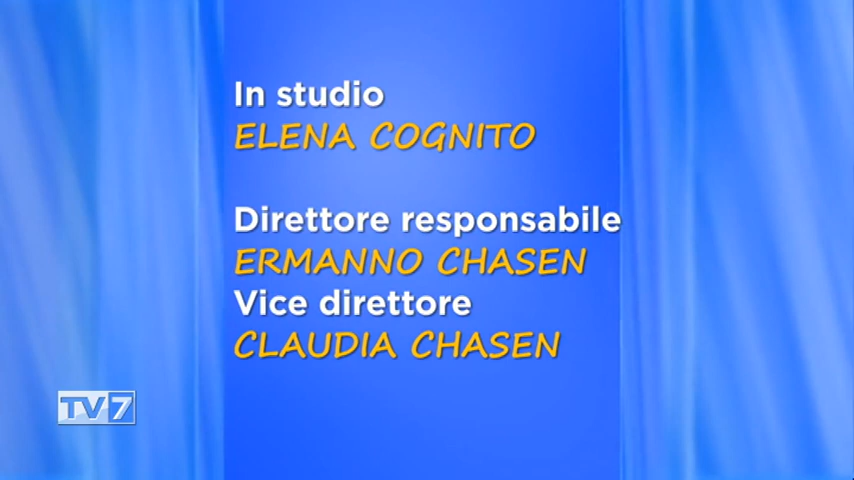 In studio
ELENA COGNITO
Direttore responsabile
ERMANNO CHASEN
Vice direttore
CLAUDIA CHASEN
TV7